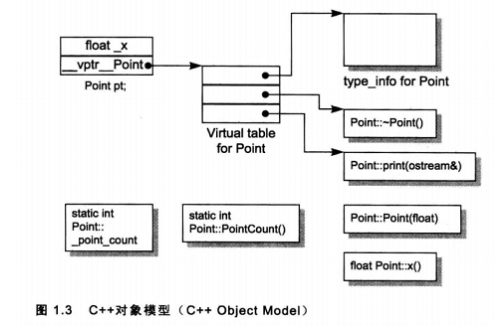 float _x
__vptr__Point
Point pt;
Virtual table
for Point
type_info for Point
Point::~Point()
Point::print(ostream&)
static int
Point::
_point_count
static int
Point::PointCount()
Point::Point(float)
float Point::x()
图 1.3 C++对象模型（C++ Object Model）